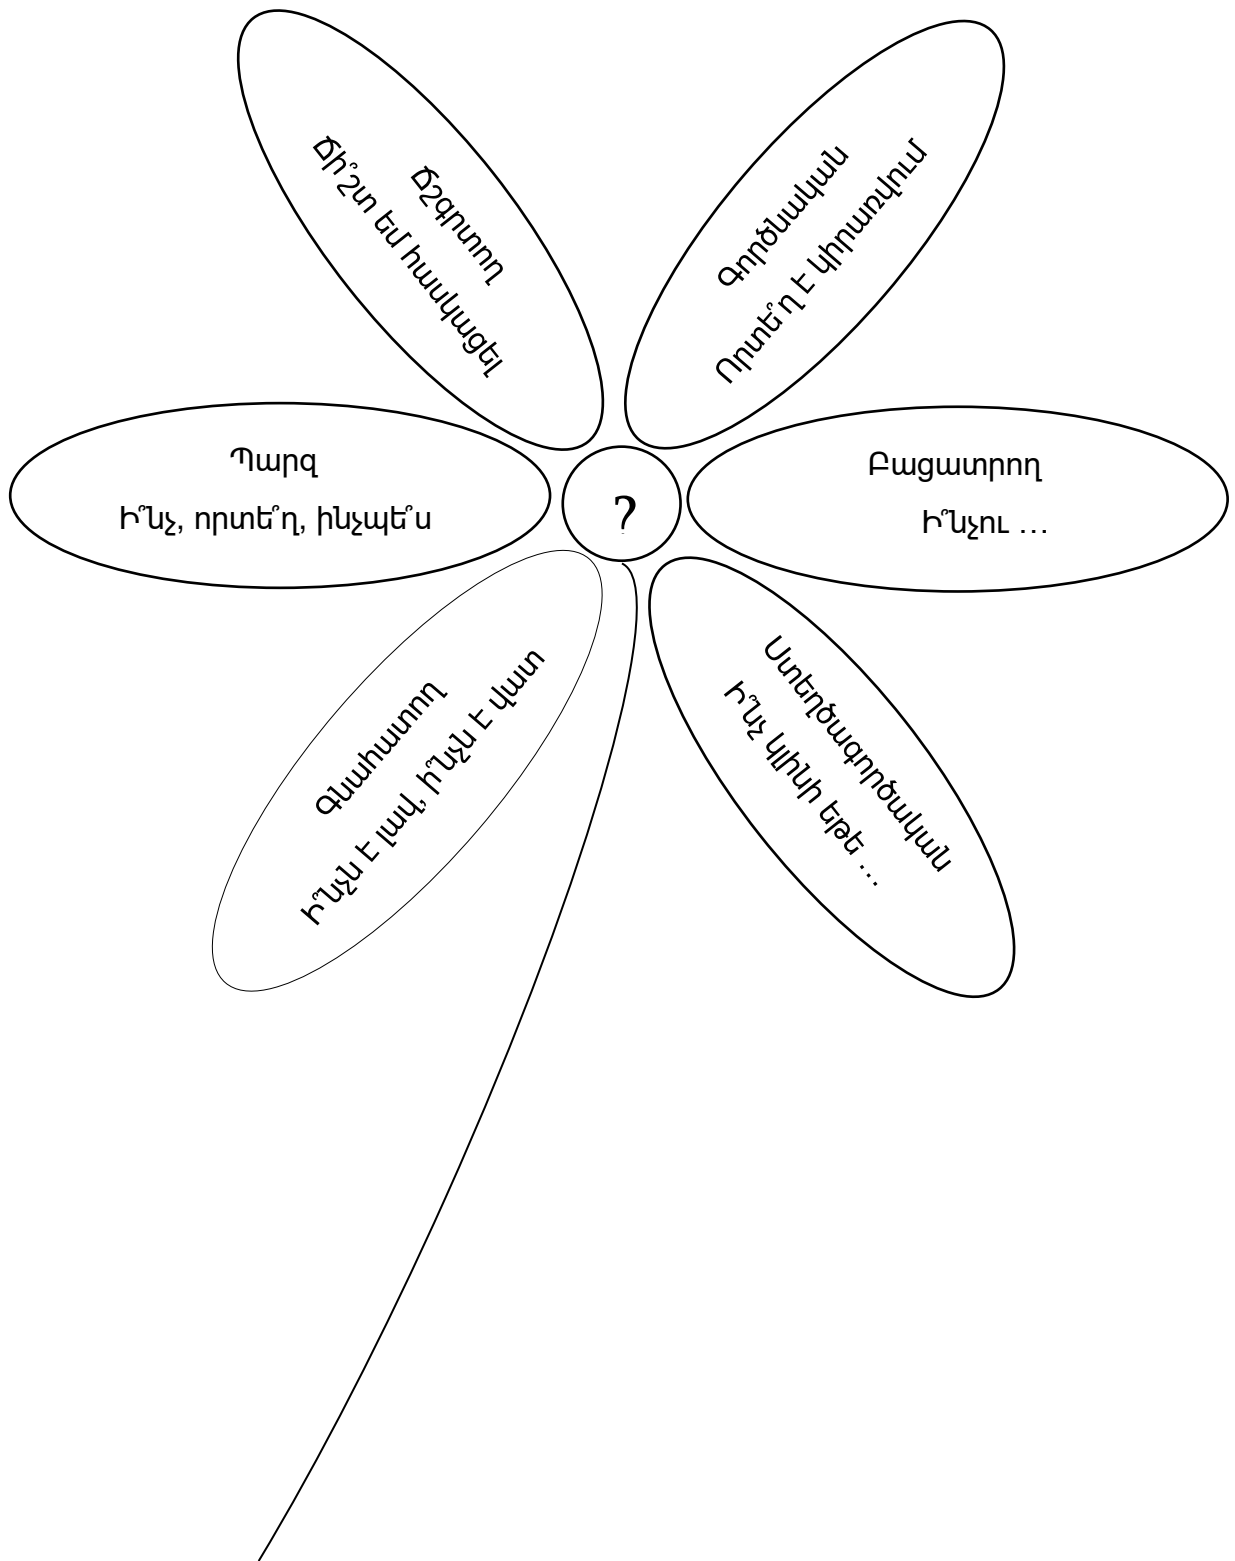 Ճշգրտող
Ճի՞շտ եմ հասկացել
Գործնական
Որտե՞ղ է կիրառվում
Պարզ
Ի՞նչ, որտե՞ղ, ինչպե՞ս
?
Բացատրող
Ի՞նչու ...
Գնահատող
Ի՞նչն է լավ, ի՞նչն է վատ
Ստեղծագործական
Ի՞նչ կլինի եթե ...